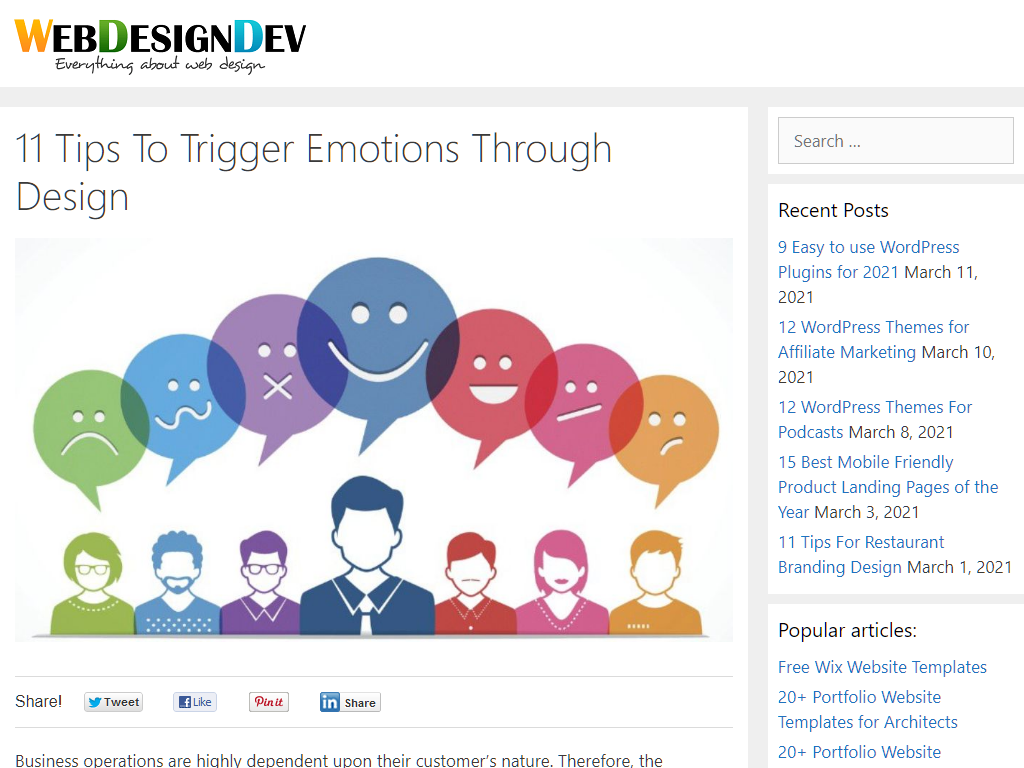 WEBDESIGNDEV
Everything about web design
11 Tips To Trigger Emotions Through
Design
Share!
Tweet
Like
Pin it
in Share
Business operations are highly dependent upon their customer's nature. Therefore, the
Search ...
Recent Posts
9 Easy to use WordPress
Plugins for 2021 March 11,
2021
12 WordPress Themes for
Affiliate Marketing March 10,
2021
12 WordPress Themes For
Podcasts March 8, 2021
15 Best Mobile Friendly
Product Landing Pages of the
Year March 3, 2021
11 Tips For Restaurant
Branding Design March 1, 2021
Popular articles:
Free Wix Website Templates
20+ Portfolio Website
Templates for Architects
20+ Portfolio Website